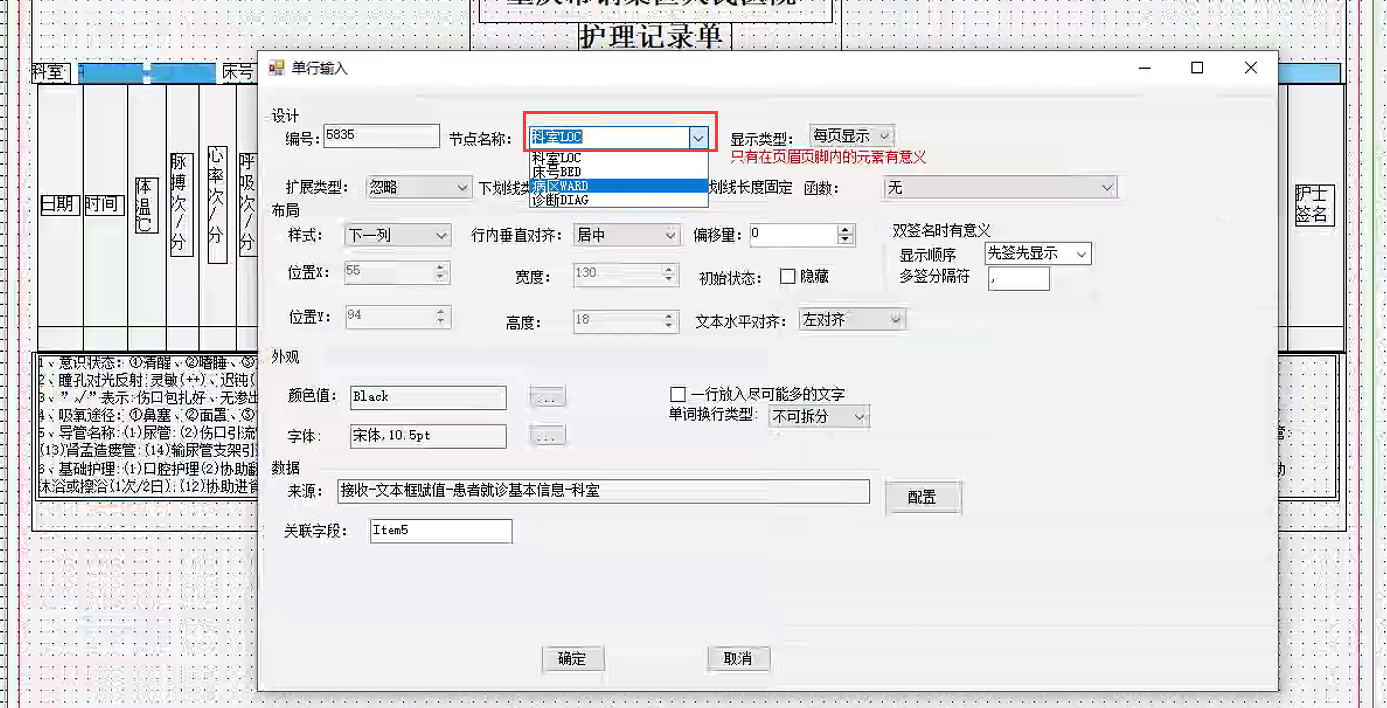 护理记录单
科室
床号
单行输入
设计
编号:
5835
节点名称:
科室LOC
显示类型:
每页显示
只有在页眉页脚内的元素有意义
科室LOC
床号BED
病区WARD
诊断DIAG
扩展类型:
忽略
下划线类
划线长度固定
函数:
无
布局
样式:
下一列
行内垂直对齐:
居中
偏移量:
0
双签名时有意义
显示顺序
先签先显示
位置X:
55
宽度:
130
初始状态:
隐藏
多签分隔符
,
位置Y:
94
高度:
18
文本水平对齐:
左对齐
外观
颜色值:
Black
...
一行放入尽可能多的文字
单词换行类型:
不可拆分
字体:
宋体,10.5pt
...
数据
来源:
接收-文本框赋值-患者就诊基本信息-科室
配置
关联字段:
Item5
确定
取消
日期
时间
体温℃
脉搏次/分
心率次/分
呼吸次/分
护士
签名
1、意识状态:①清醒、②嗜睡、③
2、瞳孔对光反射:灵敏(++)、迟钝(
3、"√"表示:伤口包扎好、无渗出
4、吸氧途径:①鼻塞、②面罩、③
5、导管名称:(1)尿管:(2)伤口引流
(13)肾盂造瘘管:(14)输尿管支架引
6、基础护理:(1)口腔护理(2)协助翻
沐浴或擦浴(1次/2日):(12)协助进食